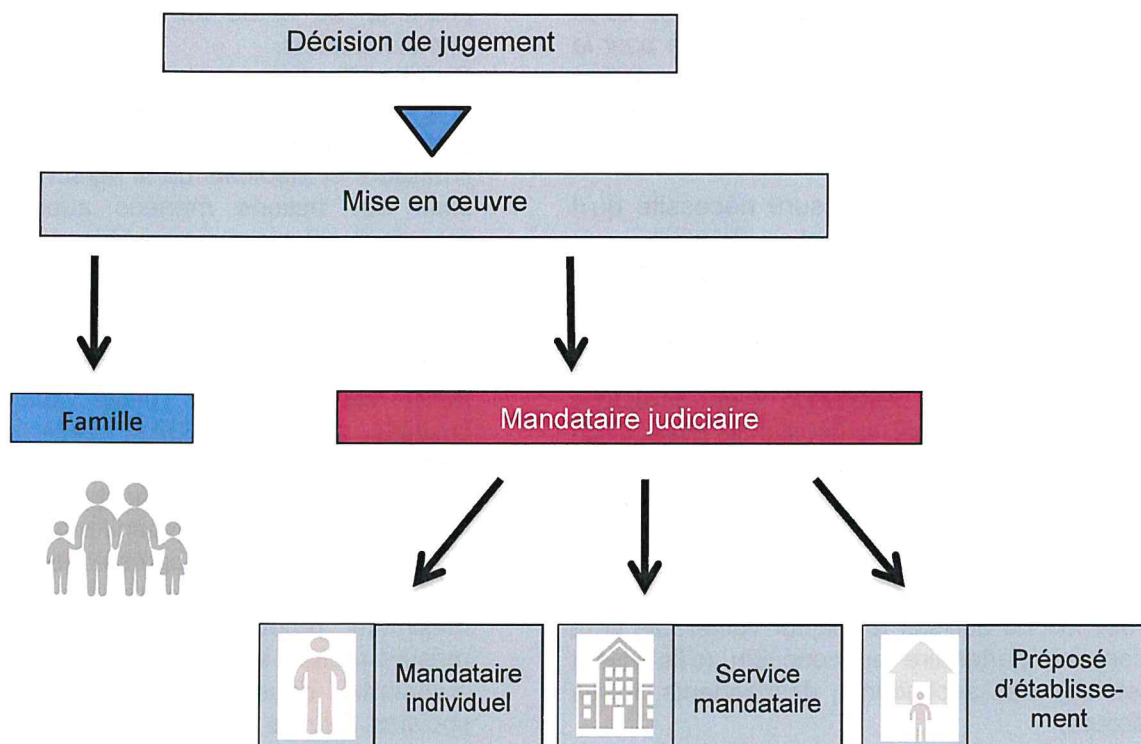 Décision de jugement
Mise en œuvre
Famille
Mandataire judiciaire
Mandataire
individuel
Service
mandataire
Préposé
d'établisse-
ment